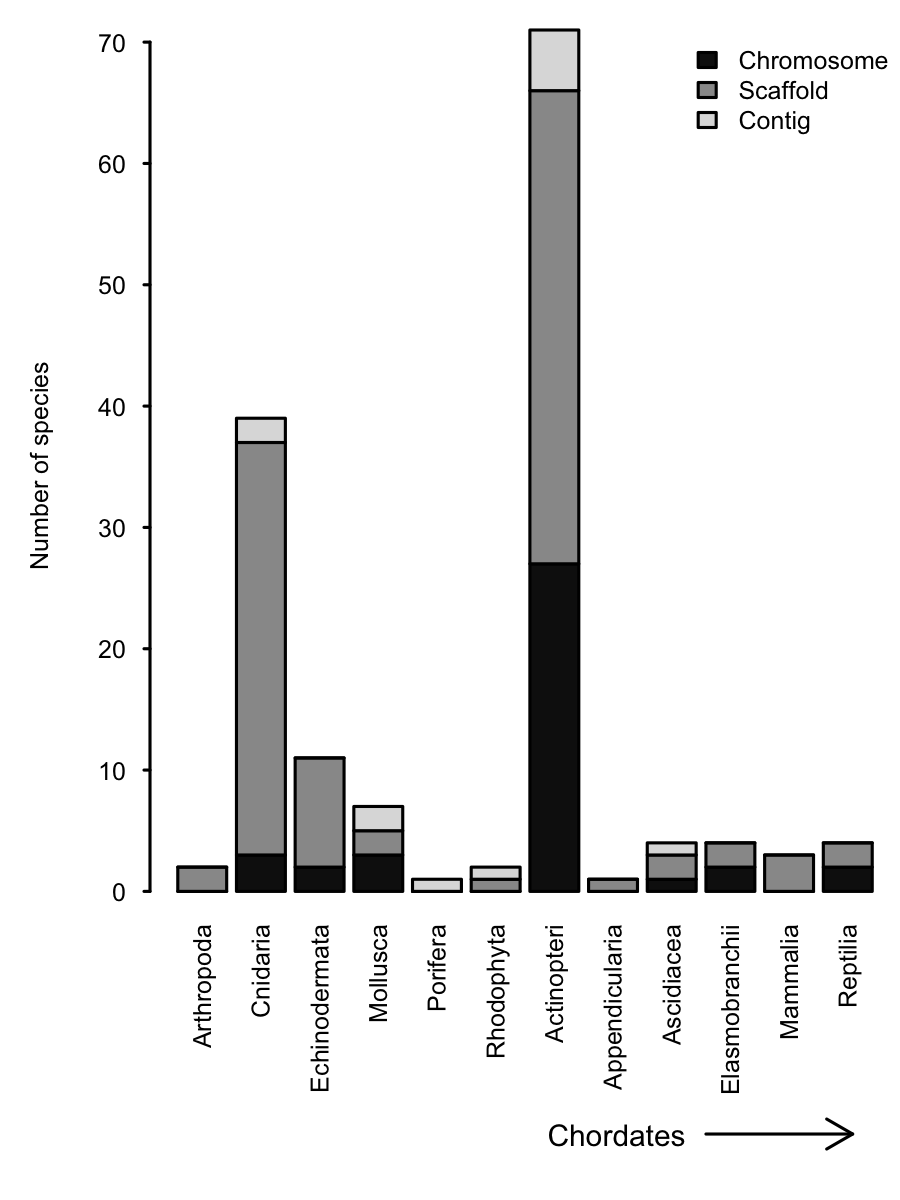 70
60
50
40
30
20
10
0
Number of species
Chromosome
Scaffold
Contig
Arthropoda
Cnidaria
Echinodermata
Mollusca
Porifera
Rhodophyta
Actinopteri
Appendicularia
Ascidiacea
Elasmobranchii
Mammalia
Reptilia
Chordates